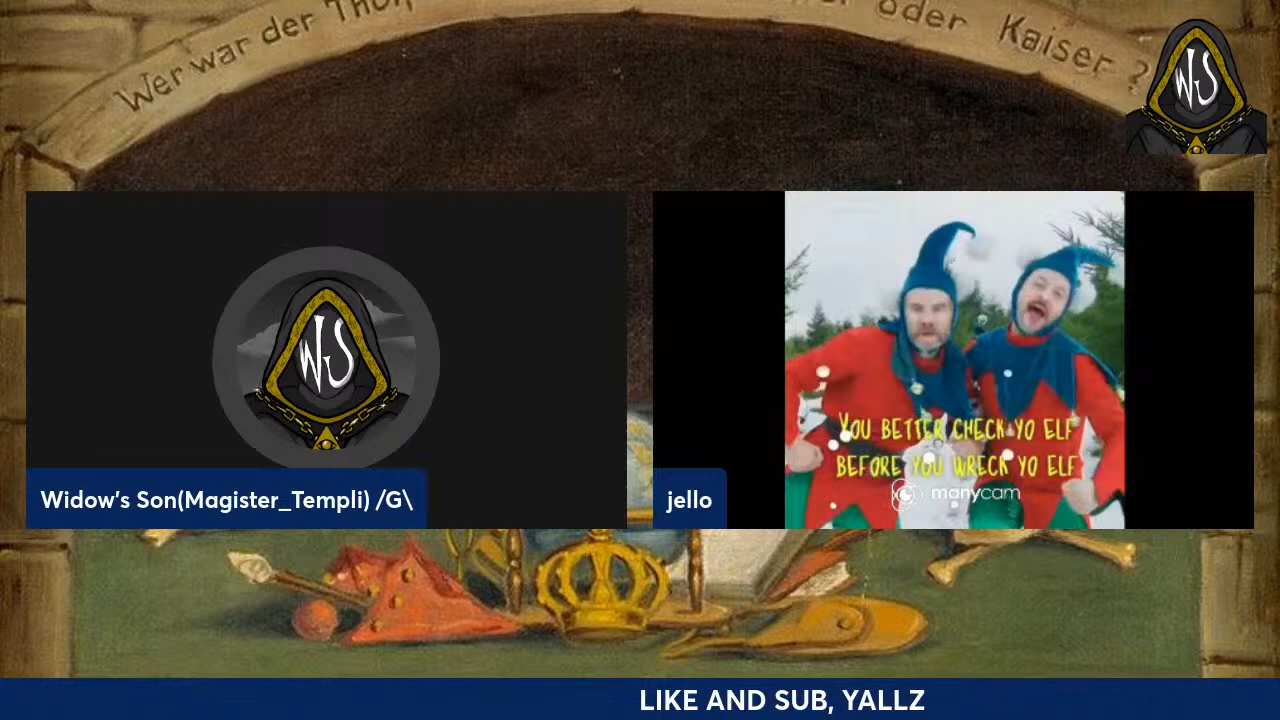 Wer war der Thor
oder Kaiser ?
WS
WS
YOU BETTER CHECK YO ELF
BEFORE YOU WRECK YO ELF
manycam
Widow's Son(Magister_Templi) /G\
jello
LIKE AND SUB, YALLZ